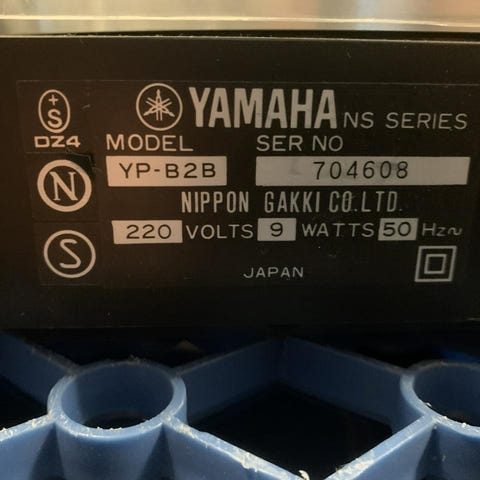 YAMAHA NS SERIES
+S
DZ4
MODEL SER NO
YP-B2B 704608
N
NIPPON GAKKI CO. LTD.
220 VOLTS 9 WATTS 50 Hz~
S
JAPAN